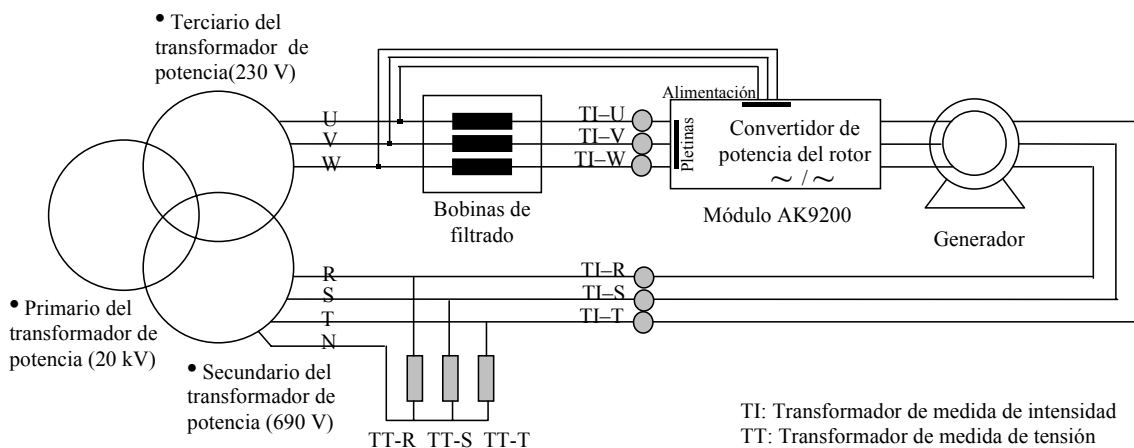 • Terciario del
transformador de
potencia(230 V)
U
V
W
Bobinas de
filtrado
TI–U
TI–V
TI–W
Alimentación
Pletinas
Convertidor de
potencia del rotor
~ / ~
Módulo AK9200
Generador
R
S
T
N
TI–R
TI–S
TI–T
• Primario del
transformador de
potencia (20 kV)
• Secundario del
transformador de
potencia (690 V)
TT-R TT-S TT-T
TI: Transformador de medida de intensidad
TT: Transformador de medida de tensión